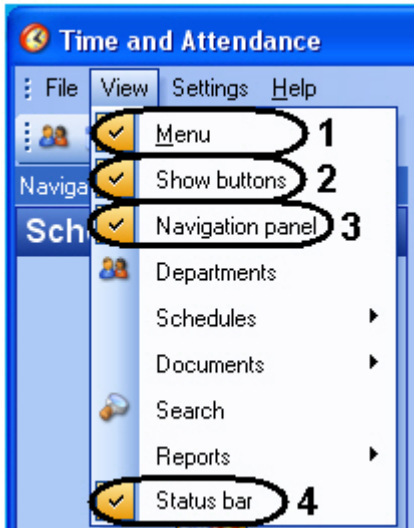 Time and Attendance
File View Settings Help
Menu 1
Show buttons 2
Naviga
Navigation panel 3
Sch
Departments
Schedules
Documents
Search
Reports
Status bar 4